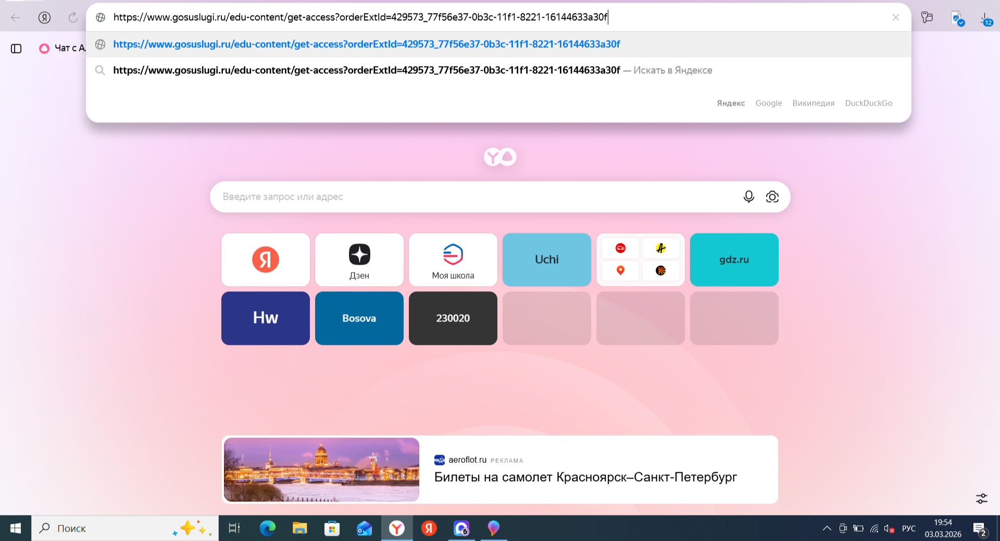 https://www.gosuslugi.ru/edu-content/get-access?orderExtId=429573_77f56e37-0b3c-11f1-8221-16144633a30f
12
Чат с А.
https://www.gosuslugi.ru/edu-content/get-access?orderExtId=429573_77f56e37-0b3c-11f1-8221-16144633a30f
https://www.gosuslugi.ru/edu-content/get-access?orderExtId=429573_77f56e37-0b3c-11f1-8221-16144633a30f — Искать в Яндексе
Яндекс Google Википедия DuckDuckGo
Введите запрос или адрес
Я
Дзен
Моя школа
Uchi
gdz.ru
Hw
Bosova
230020
aeroflot.ru РЕКЛАМА
Билеты на самолет Красноярск–Санкт-Петербург
Поиск
6
РУС
19:54
03.03.2026
2